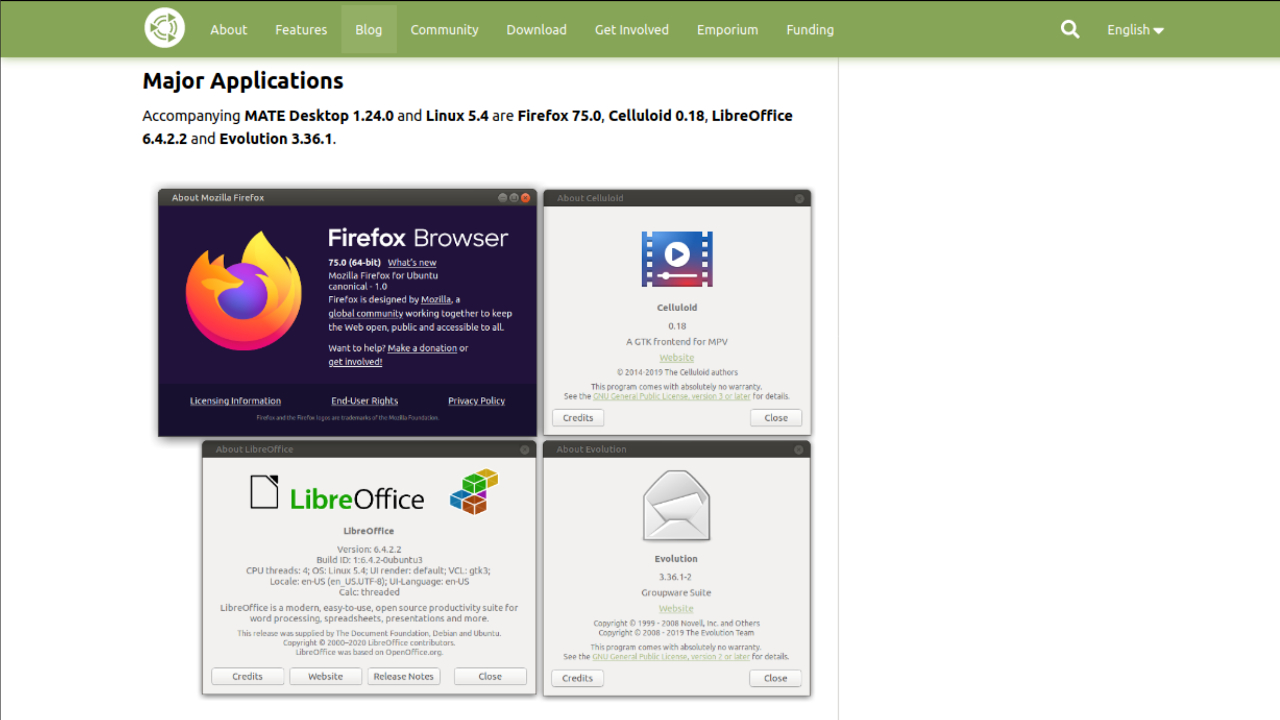 About Features Blog Community Download Get Involved Emporium Funding English
Major Applications
Accompanying MATE Desktop 1.24.0 and Linux 5.4 are Firefox 75.0, Celluloid 0.18, LibreOffice
6.4.2.2 and Evolution 3.36.1.
About Mozilla Firefox
Firefox Browser
75.0 (64-bit) What's new
Mozilla Firefox for Ubuntu
canonical - 1.0
Firefox is designed by Mozilla, a
global community working together to keep
the Web open, public and accessible to all.
Want to help? Make a donation or
get involved!
Licensing Information End-User Rights Privacy Policy
Firefox and the Firefox logos are trademarks of the Mozilla Foundation.
About Celluloid
Celluloid
0.18
A GTK frontend for MPV
Website
© 2014-2019 The Celluloid authors
This program comes with absolutely no warranty.
See the GNU General Public License, version 3 or later for details.
Credits Close
About LibreOffice
LibreOffice
LibreOffice
Version: 6.4.2.2
Build ID: 1:6.4.2-0ubuntu3
CPU threads: 4; OS: Linux 5.4; UI render: default; VCL: gtk3;
Locale: en-US (en_US.UTF-8); UI-Language: en-US
Calc: threaded
LibreOffice is a modern, easy-to-use, open source productivity suite for
word processing, spreadsheets, presentations and more.
This release was supplied by The Document Foundation, Debian and Ubuntu.
Copyright © 2000–2020 LibreOffice contributors.
LibreOffice was based on OpenOffice.org.
Credits Website Release Notes Close
About Evolution
Evolution
3.36.1-2
Groupware Suite
Website
Copyright © 1999 - 2008 Novell, Inc. and Others
Copyright © 2008 - 2019 The Evolution Team
This program comes with absolutely no warranty.
See the GNU General Public License, version 2 or later for details.
Credits Close